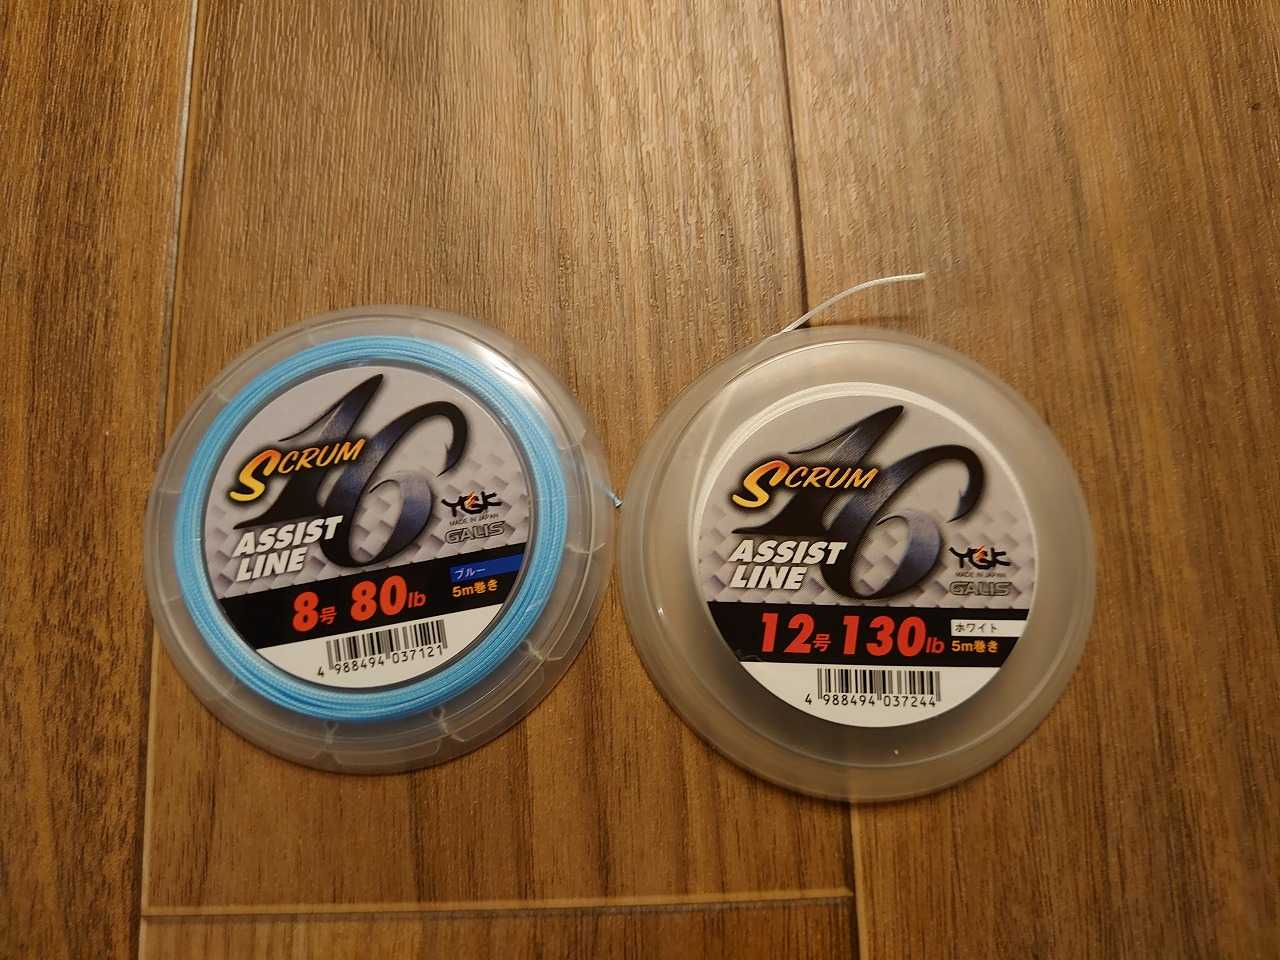 16
SCRUM
YGK
MADE IN JAPAN
GALIS
ASSIST
LINE
ブルー
8号 80lb 5m巻き
4 988494 037121
16
SCRUM
YGK
MADE IN JAPAN
GALIS
ASSIST
LINE
ホワイト
12号 130lb 5m巻き
4 988494 037244